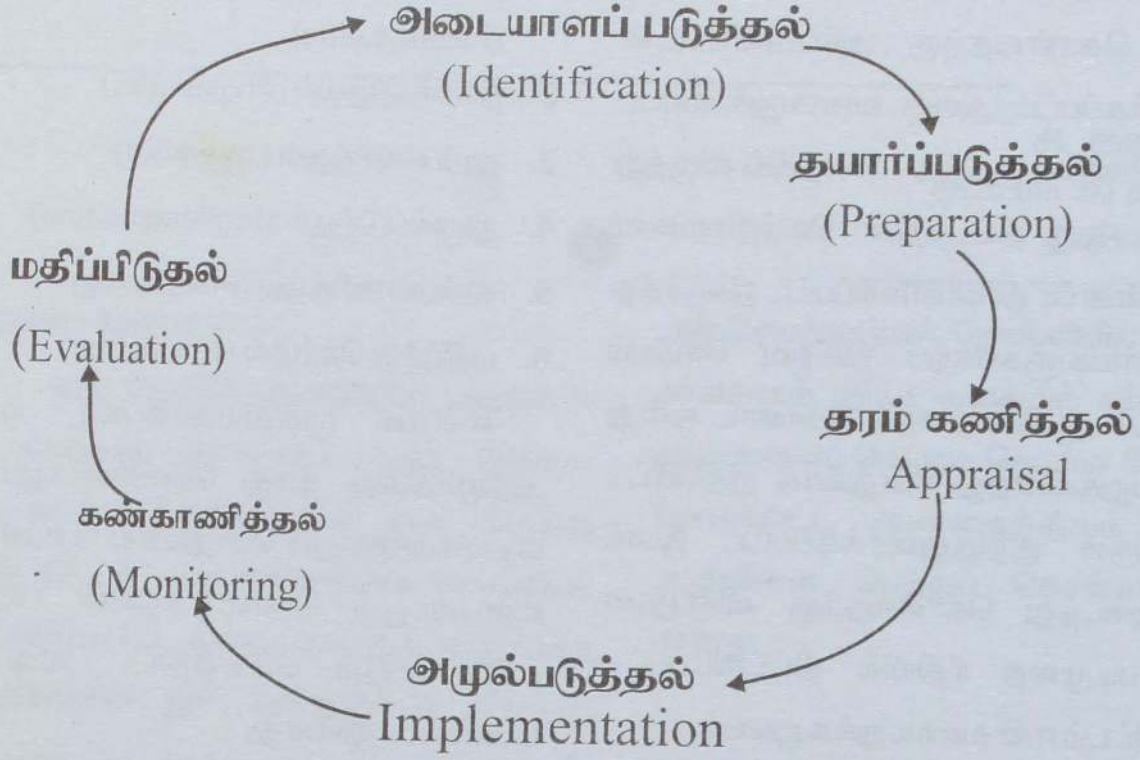 அடையாளப் படுத்தல்
(Identification)
தயார்ப்படுத்தல்
(Preparation)
தரம் கணித்தல்
Appraisal
அமுல்படுத்தல்
Implementation
கண்காணித்தல்
(Monitoring)
மதிப்பிடுதல்
(Evaluation)